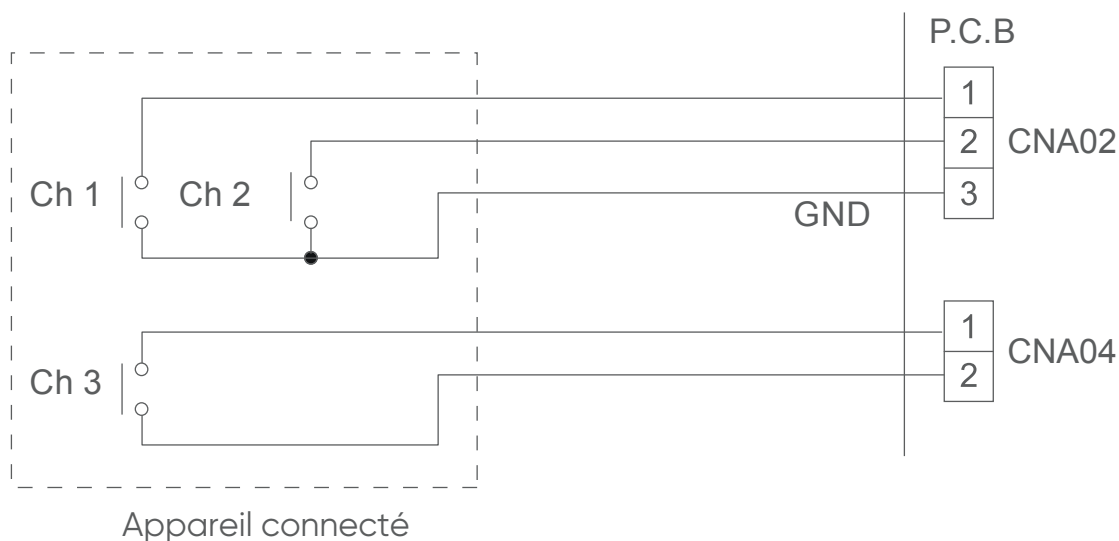 P.C.B
1
2
CNA02
3
Ch 1
Ch 2
GND
1
CNA04
2
Ch 3
Appareil connecté